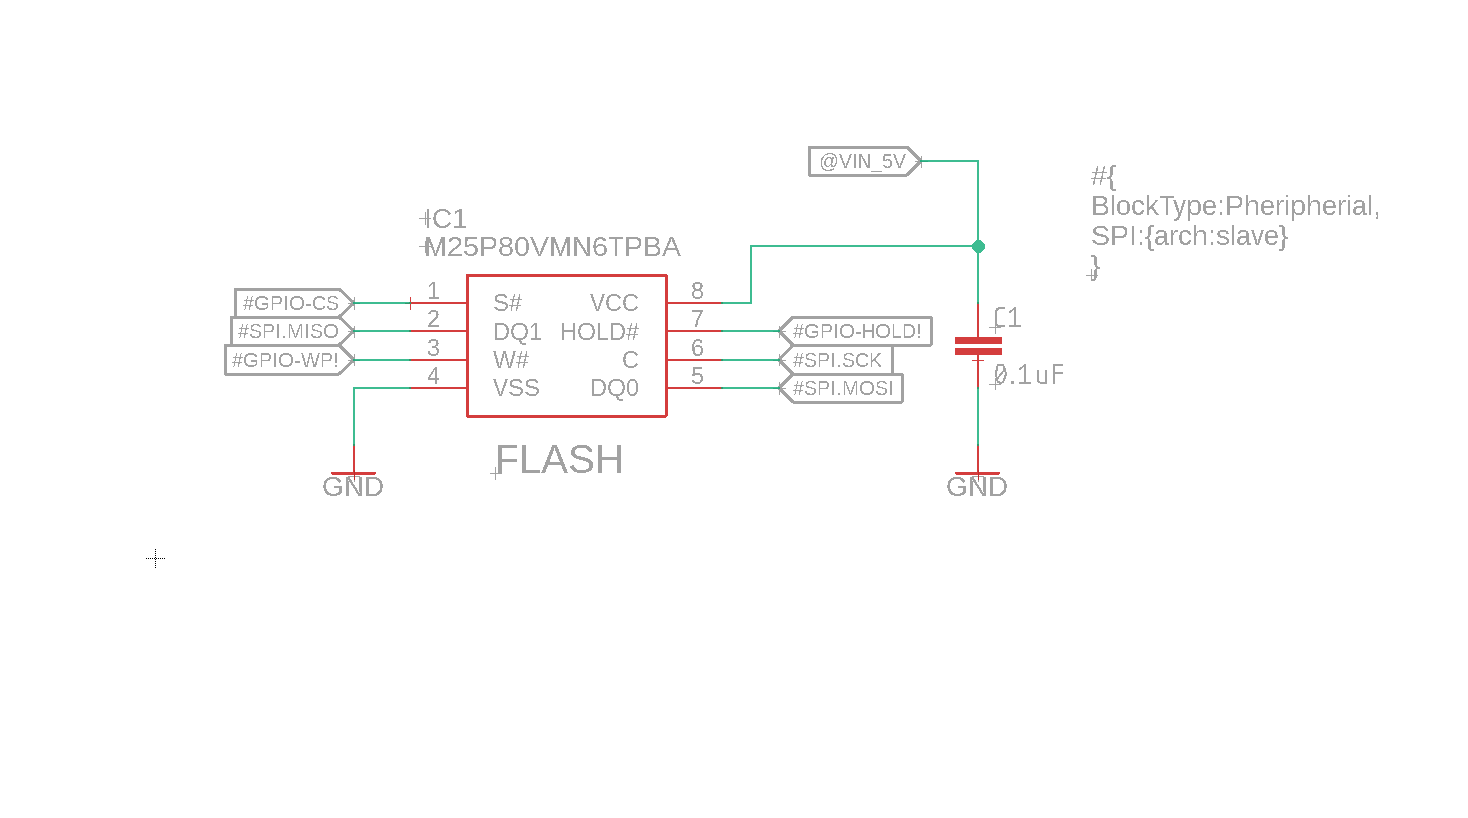 @VIN_5V
#{
BlockType:Pheripherial,
SPI:{arch:slave}
}
IC1
M25P80VMN6TPBA
#GPIO-CS 1 S# VCC 8
#SPI.MISO 2 DQ1 HOLD# 7 #GPIO-HOLD!
#GPIO-WP! 3 W# C 6 #SPI.SCK
4 VSS DQ0 5 #SPI.MOSI
C1
0.1uF
FLASH
GND
GND